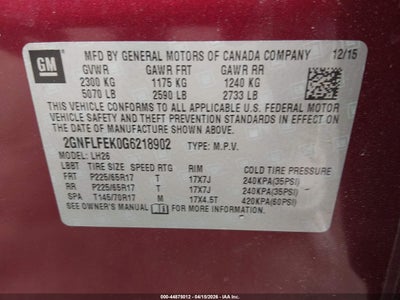 GM
MFD BY GENERAL MOTORS OF CANADA COMPANY 12/15
GVWR GAWR FRT GAWR RR
2300 KG 1175 KG 1240 KG
5070 LB 2590 LB 2733 LB
THIS VEHICLE CONFORMS TO ALL APPLICABLE U.S. FEDERAL MOTOR
VEHICLE SAFETY AND THEFT PREVENTION STANDARDS IN EFFECT ON
THE DATE OF MANUFACTURE SHOWN ABOVE.
2GNFLFEK0G6218902 TYPE: M.P.V.
MODEL: LH26
LBBT TIRE SIZE SPEED RTG RIM COLD TIRE PRESSURE
FRT P225/65R17 T 17X7J 240KPA(35PSI)
RR P225/65R17 T 17X7J 240KPA(35PSI)
SPA T145/70R17 M 17X4.5T 420KPA(60PSI)
SEE OWNER'S MANUAL FOR MORE INFORMATION.
000-44879012 - 04/15/2026 - Copyright IAA, Inc.